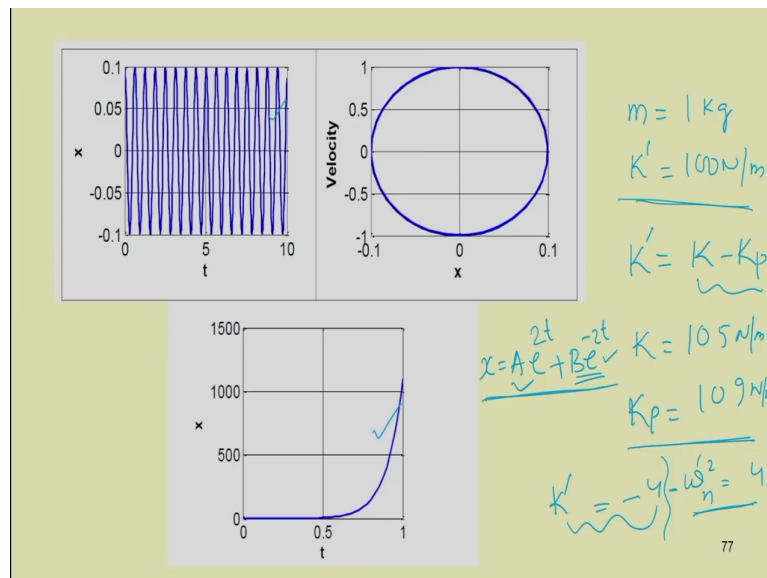 0.1
0.05
x
0
-0.05
-0.1
0 5 10
t
1
0.5
Velocity
0
-0.5
-1
-0.1 0 0.1
x
m = 1 kg
K' = 100 N/m
K' = K - Kp
1500
1000
x
500
0
0 0.5 1
t
x = Ae^2t + Be^-2t
K = 105 N/m
Kp = 109 N/
K' = -4 } -ω'n^2 = 4
77